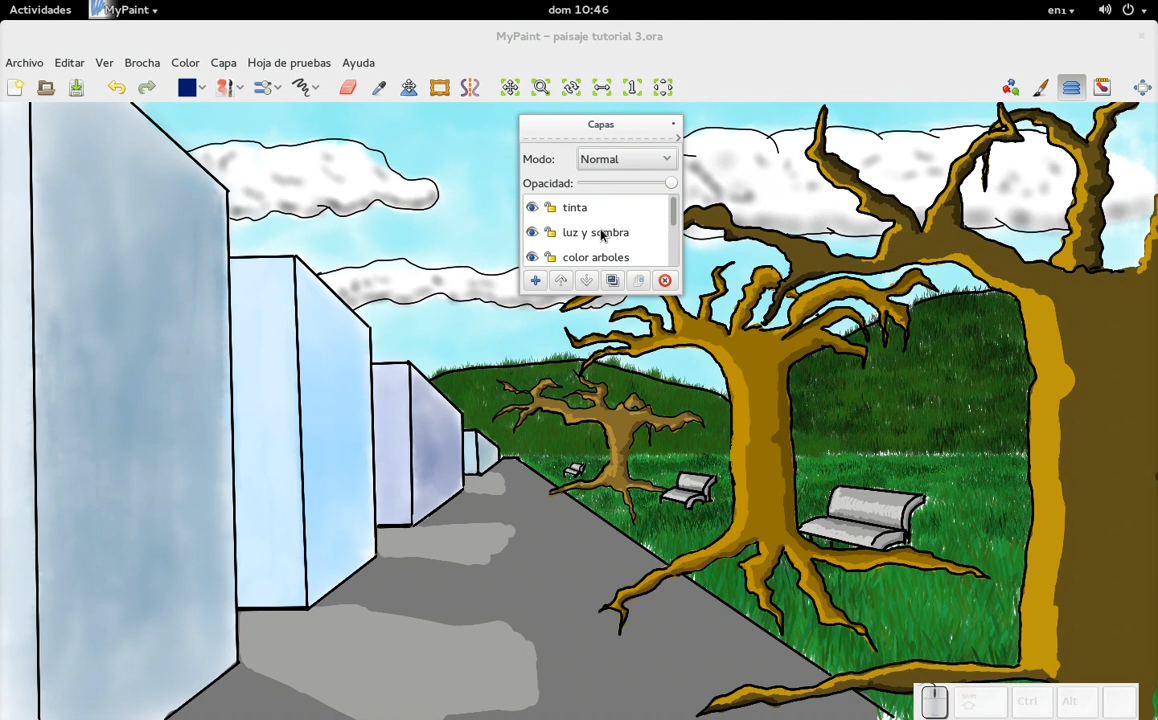 Actividades MyPaint dom 10:46 en₁
MyPaint – paisaje tutorial 3.ora
Archivo Editar Ver Brocha Color Capa Hoja de pruebas Ayuda
Capas
Modo: Normal
Opacidad:
tinta
luz y sombra
color arboles
Ctrl Alt